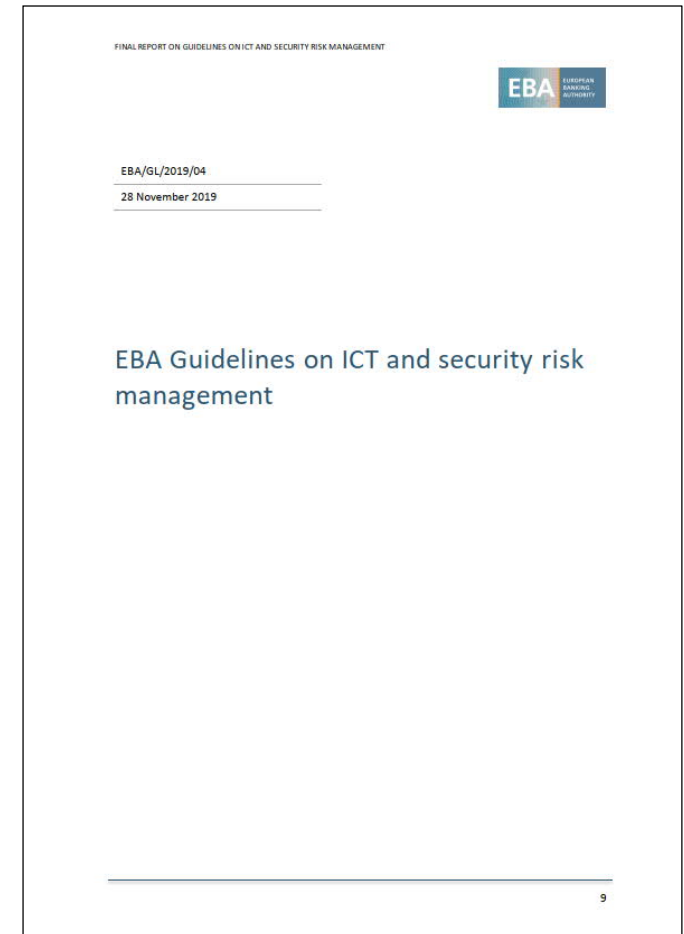 FINAL REPORT ON GUIDELINES ON ICT AND SECURITY RISK MANAGEMENT
EBA
EUROPEAN
BANKING
AUTHORITY
EBA/GL/2019/04
28 November 2019
EBA Guidelines on ICT and security risk
management
9